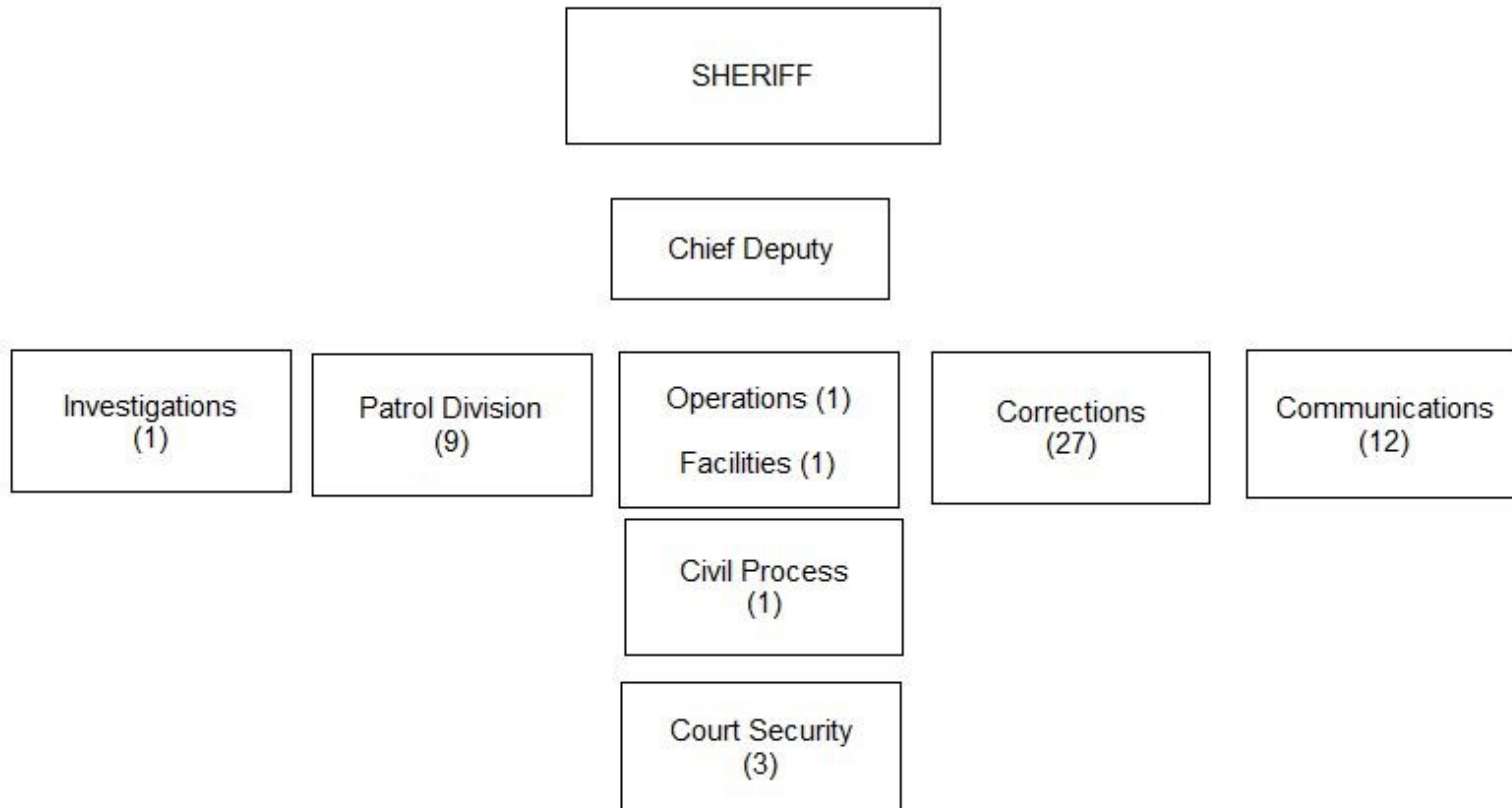 SHERIFF
Chief Deputy
Investigations
(1)
Patrol Division
(9)
Operations (1)
Facilities (1)
Corrections
(27)
Communications
(12)
Civil Process
(1)
Court Security
(3)